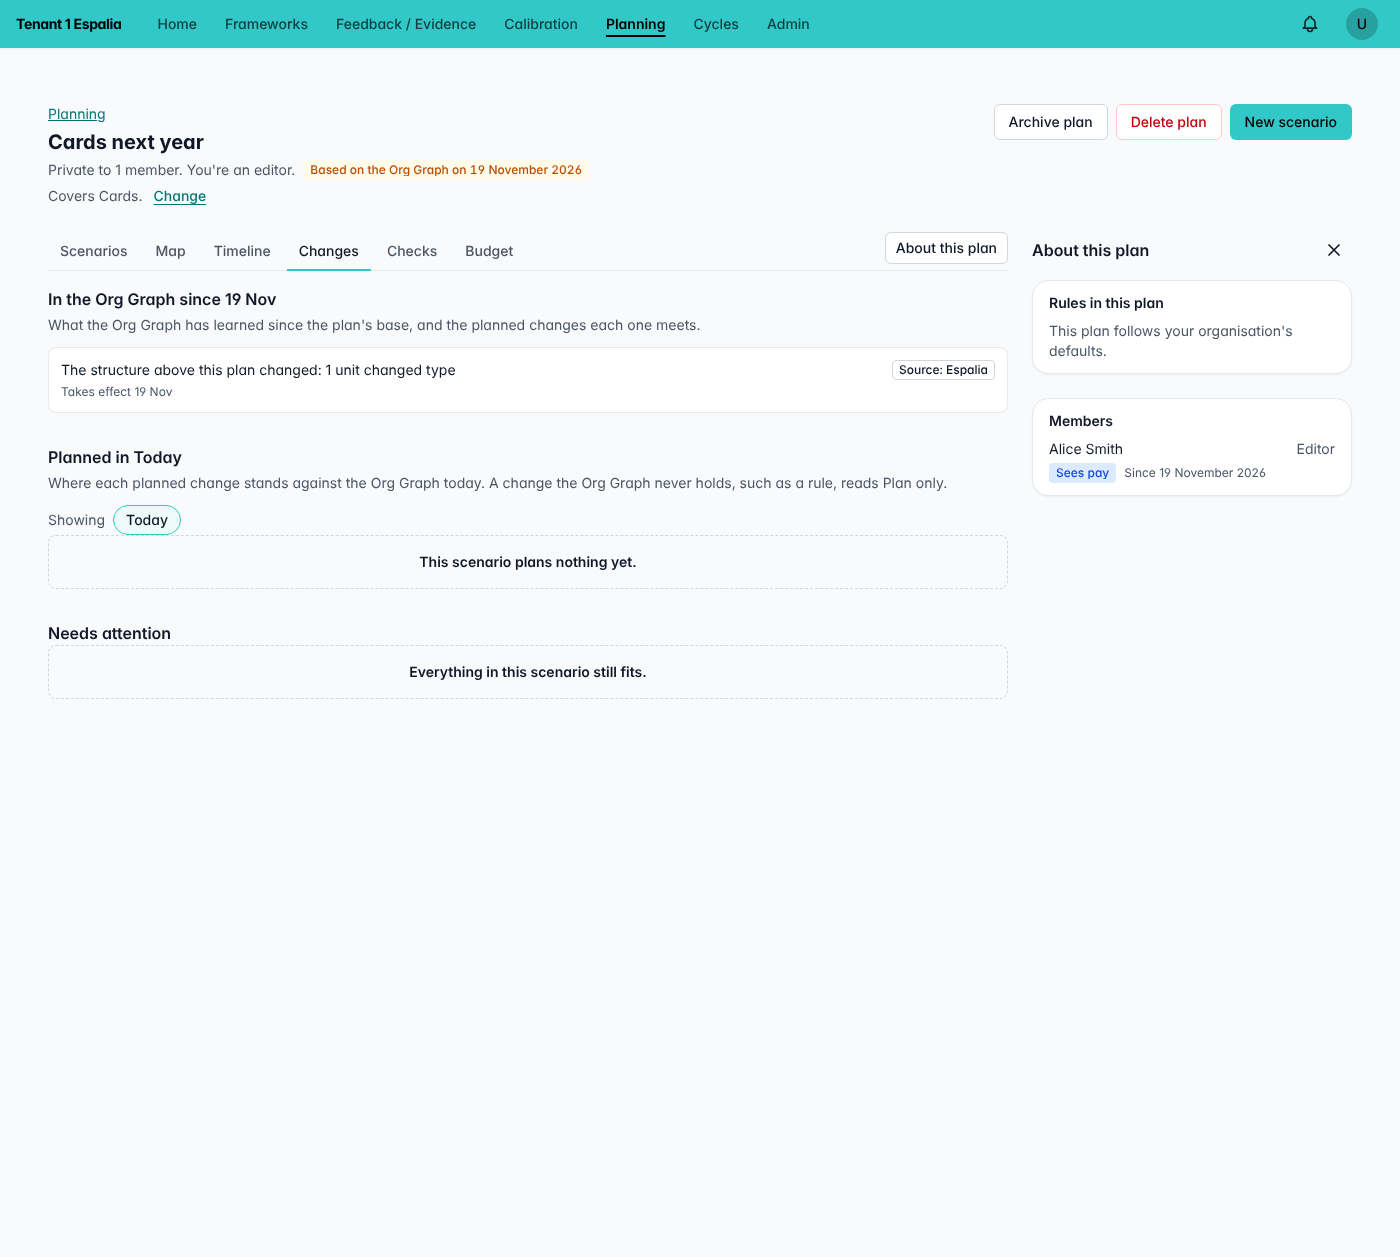 Tenant 1 Espalia
Home
Frameworks
Feedback / Evidence
Calibration
Planning
Cycles
Admin
U
Planning
Cards next year
Private to 1 member. You're an editor.
Based on the Org Graph on 19 November 2026
Covers Cards.
Change
Archive plan
Delete plan
New scenario
Scenarios
Map
Timeline
Changes
Checks
Budget
About this plan
In the Org Graph since 19 Nov
What the Org Graph has learned since the plan's base, and the planned changes each one meets.
The structure above this plan changed: 1 unit changed type
Source: Espalia
Takes effect 19 Nov
Planned in Today
Where each planned change stands against the Org Graph today. A change the Org Graph never holds, such as a rule, reads Plan only.
Showing
Today
This scenario plans nothing yet.
Needs attention
Everything in this scenario still fits.
About this plan
Rules in this plan
This plan follows your organisation's
defaults.
Members
Alice Smith
Editor
Sees pay
Since 19 November 2026